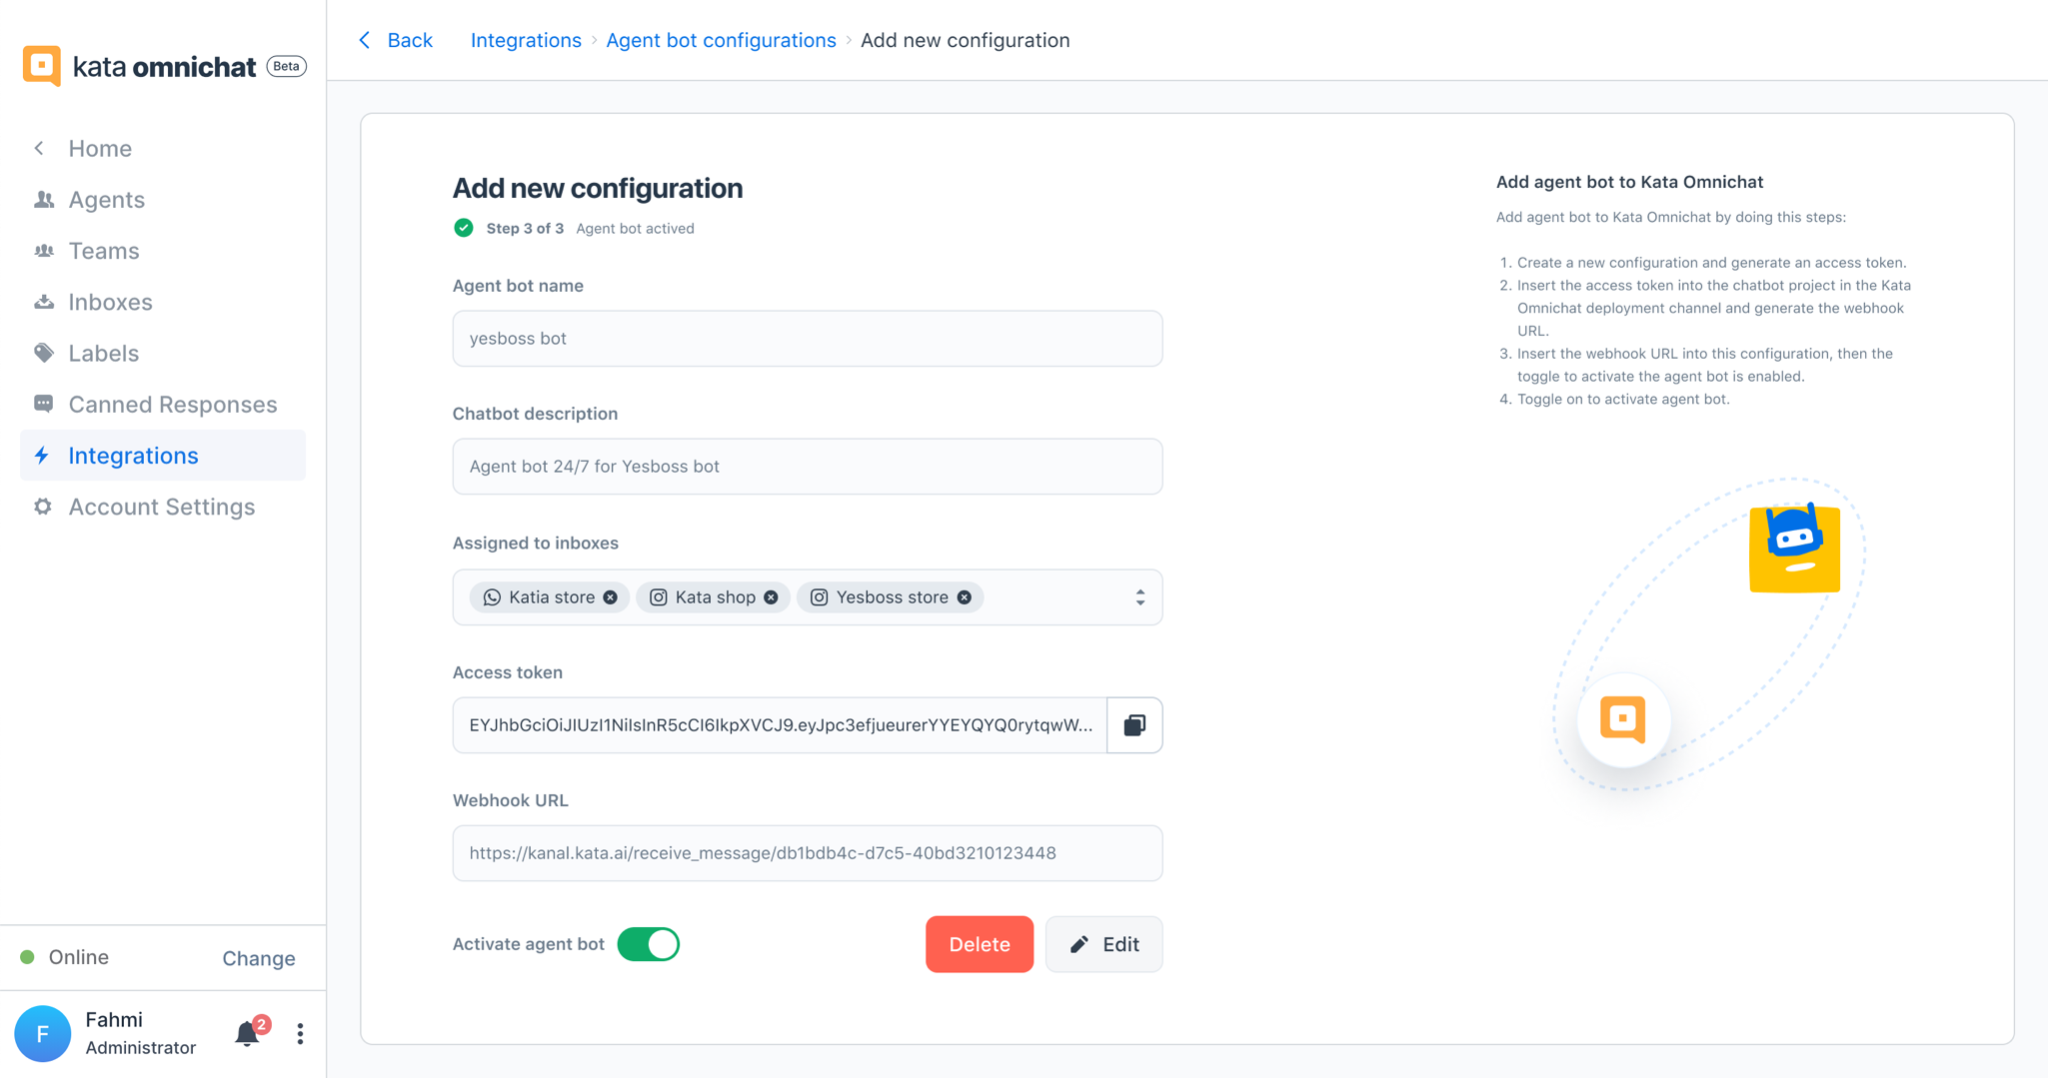 kata omnichat Beta
Home
Agents
Teams
Inboxes
Labels
Canned Responses
Integrations
Account Settings
Online Change
F
Fahmi
Administrator
2
Back Integrations Agent bot configurations Add new configuration
Add new configuration
Step 3 of 3 Agent bot actived
Agent bot name
yesboss bot
Chatbot description
Agent bot 24/7 for Yesboss bot
Assigned to inboxes
Katia store Kata shop Yesboss store
Access token
EYJhbGciOiJIUzI1NiIsInR5cCI6IkpXVCJ9.eyJpc3efjueurerYYEYQYQ0rytqwW...
Webhook URL
https://kanal.kata.ai/receive_message/db1bdb4c-d7c5-40bd3210123448
Activate agent bot Delete Edit
Add agent bot to Kata Omnichat
Add agent bot to Kata Omnichat by doing this steps:
1. Create a new configuration and generate an access token.
2. Insert the access token into the chatbot project in the Kata
Omnichat deployment channel and generate the webhook
URL.
3. Insert the webhook URL into this configuration, then the
toggle to activate the agent bot is enabled.
4. Toggle on to activate agent bot.